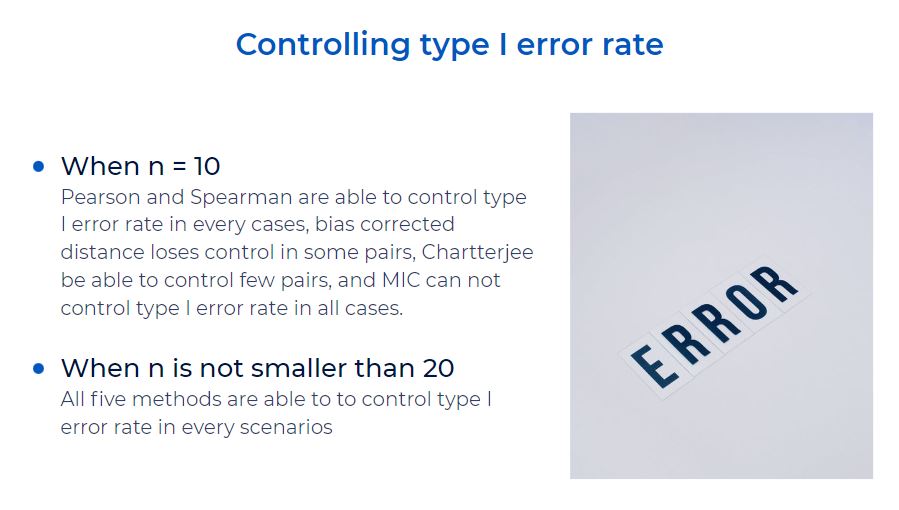 Controlling type I error rate
When n = 10
Pearson and Spearman are able to control type
I error rate in every cases, bias corrected
distance loses control in some pairs, Chartterjee
be able to control few pairs, and MIC can not
control type I error rate in all cases.
When n is not smaller than 20
All five methods are able to to control type I
error rate in every scenarios
ERROR